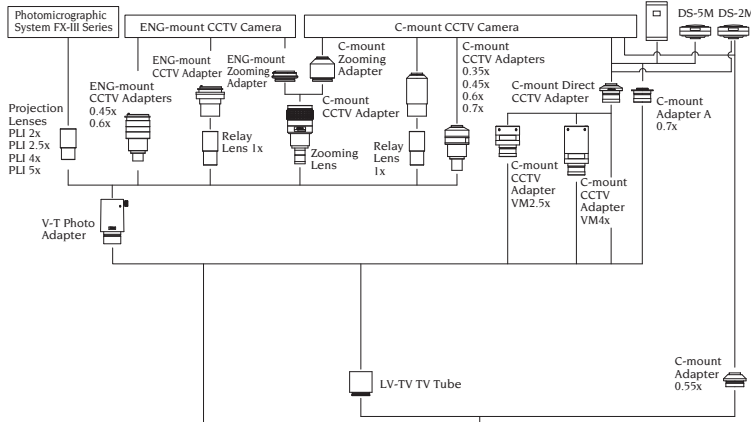 Photomicrographic
System FX-III Series
ENG-mount CCTV Camera
C-mount CCTV Camera
DS-5M
DS-2M
Projection
Lenses
PLI 2x
PLI 2.5x
PLI 4x
PLI 5x
ENG-mount
CCTV Adapters
0.45x
0.6x
ENG-mount
CCTV Adapter
Relay
Lens 1x
ENG-mount
Zooming
Adapter
C-mount
Zooming
Adapter
C-mount
CCTV Adapter
Zooming
Lens
Relay
Lens
1x
C-mount
CCTV Adapters
0.35x
0.45x
0.6x
0.7x
C-mount Direct
CCTV Adapter
C-mount
Adapter A
0.7x
C-mount
CCTV
Adapter
VM2.5x
C-mount
CCTV
Adapter
VM4x
V-T Photo
Adapter
LV-TV TV Tube
C-mount
Adapter
0.55x